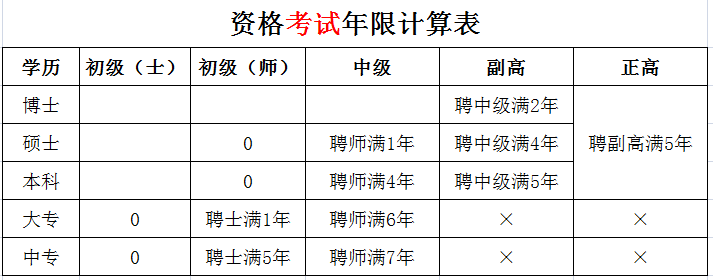 资格考试年限计算表
学历 初级（士） 初级（师） 中级 副高 正高
博士 聘中级满2年
硕士 0 聘师满1年 聘中级满4年 聘副高满5年
本科 0 聘师满4年 聘中级满5年
大专 0 聘士满1年 聘师满6年 × ×
中专 0 聘士满5年 聘师满7年 × ×